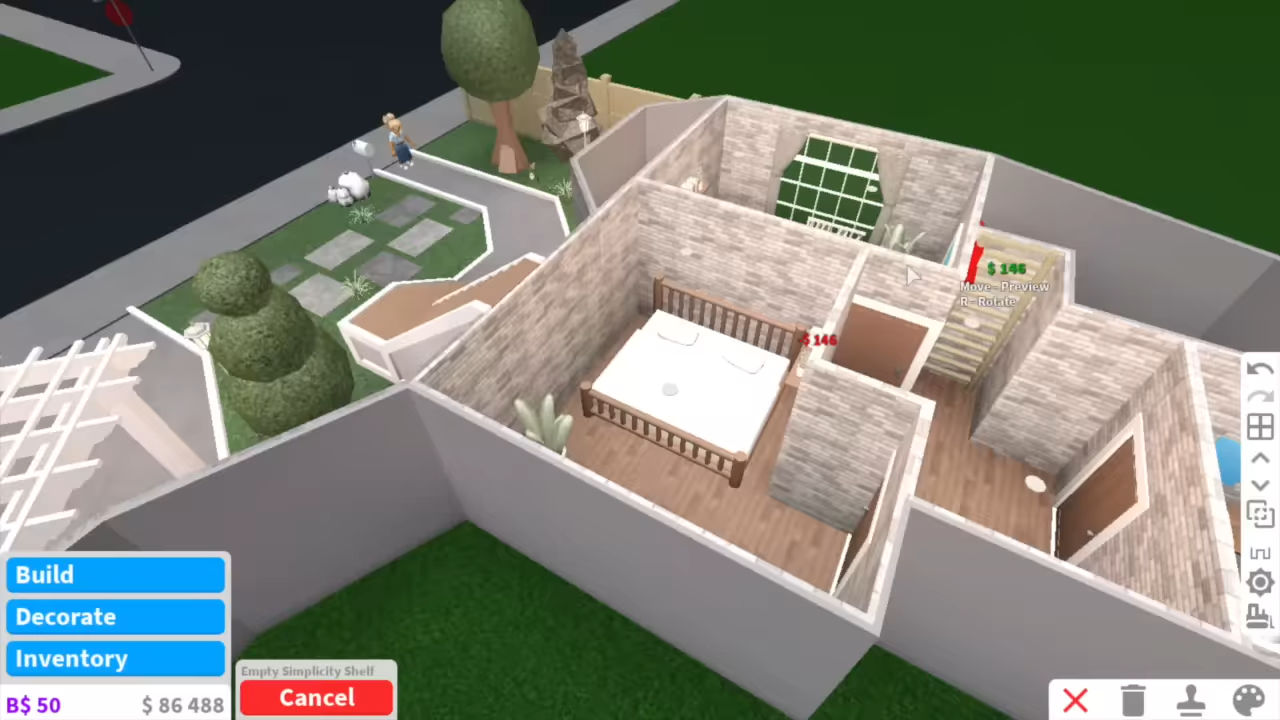 $ 146
Move - Preview
R - Rotate
-$ 146
Build
Decorate
Inventory
B$ 50
$ 86 488
Empty Simplicity Shelf
Cancel